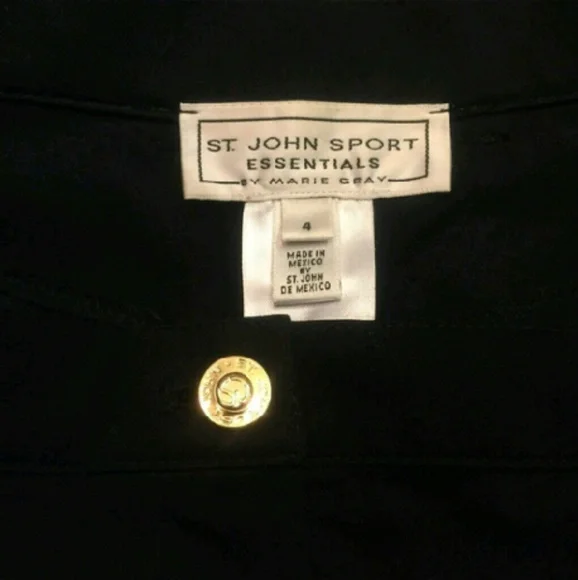 ST. JOHN SPORT
ESSENTIALS
BY MARIE GRAY
4
MADE IN
MEXICO
BY
ST. JOHN
DE MEXICO